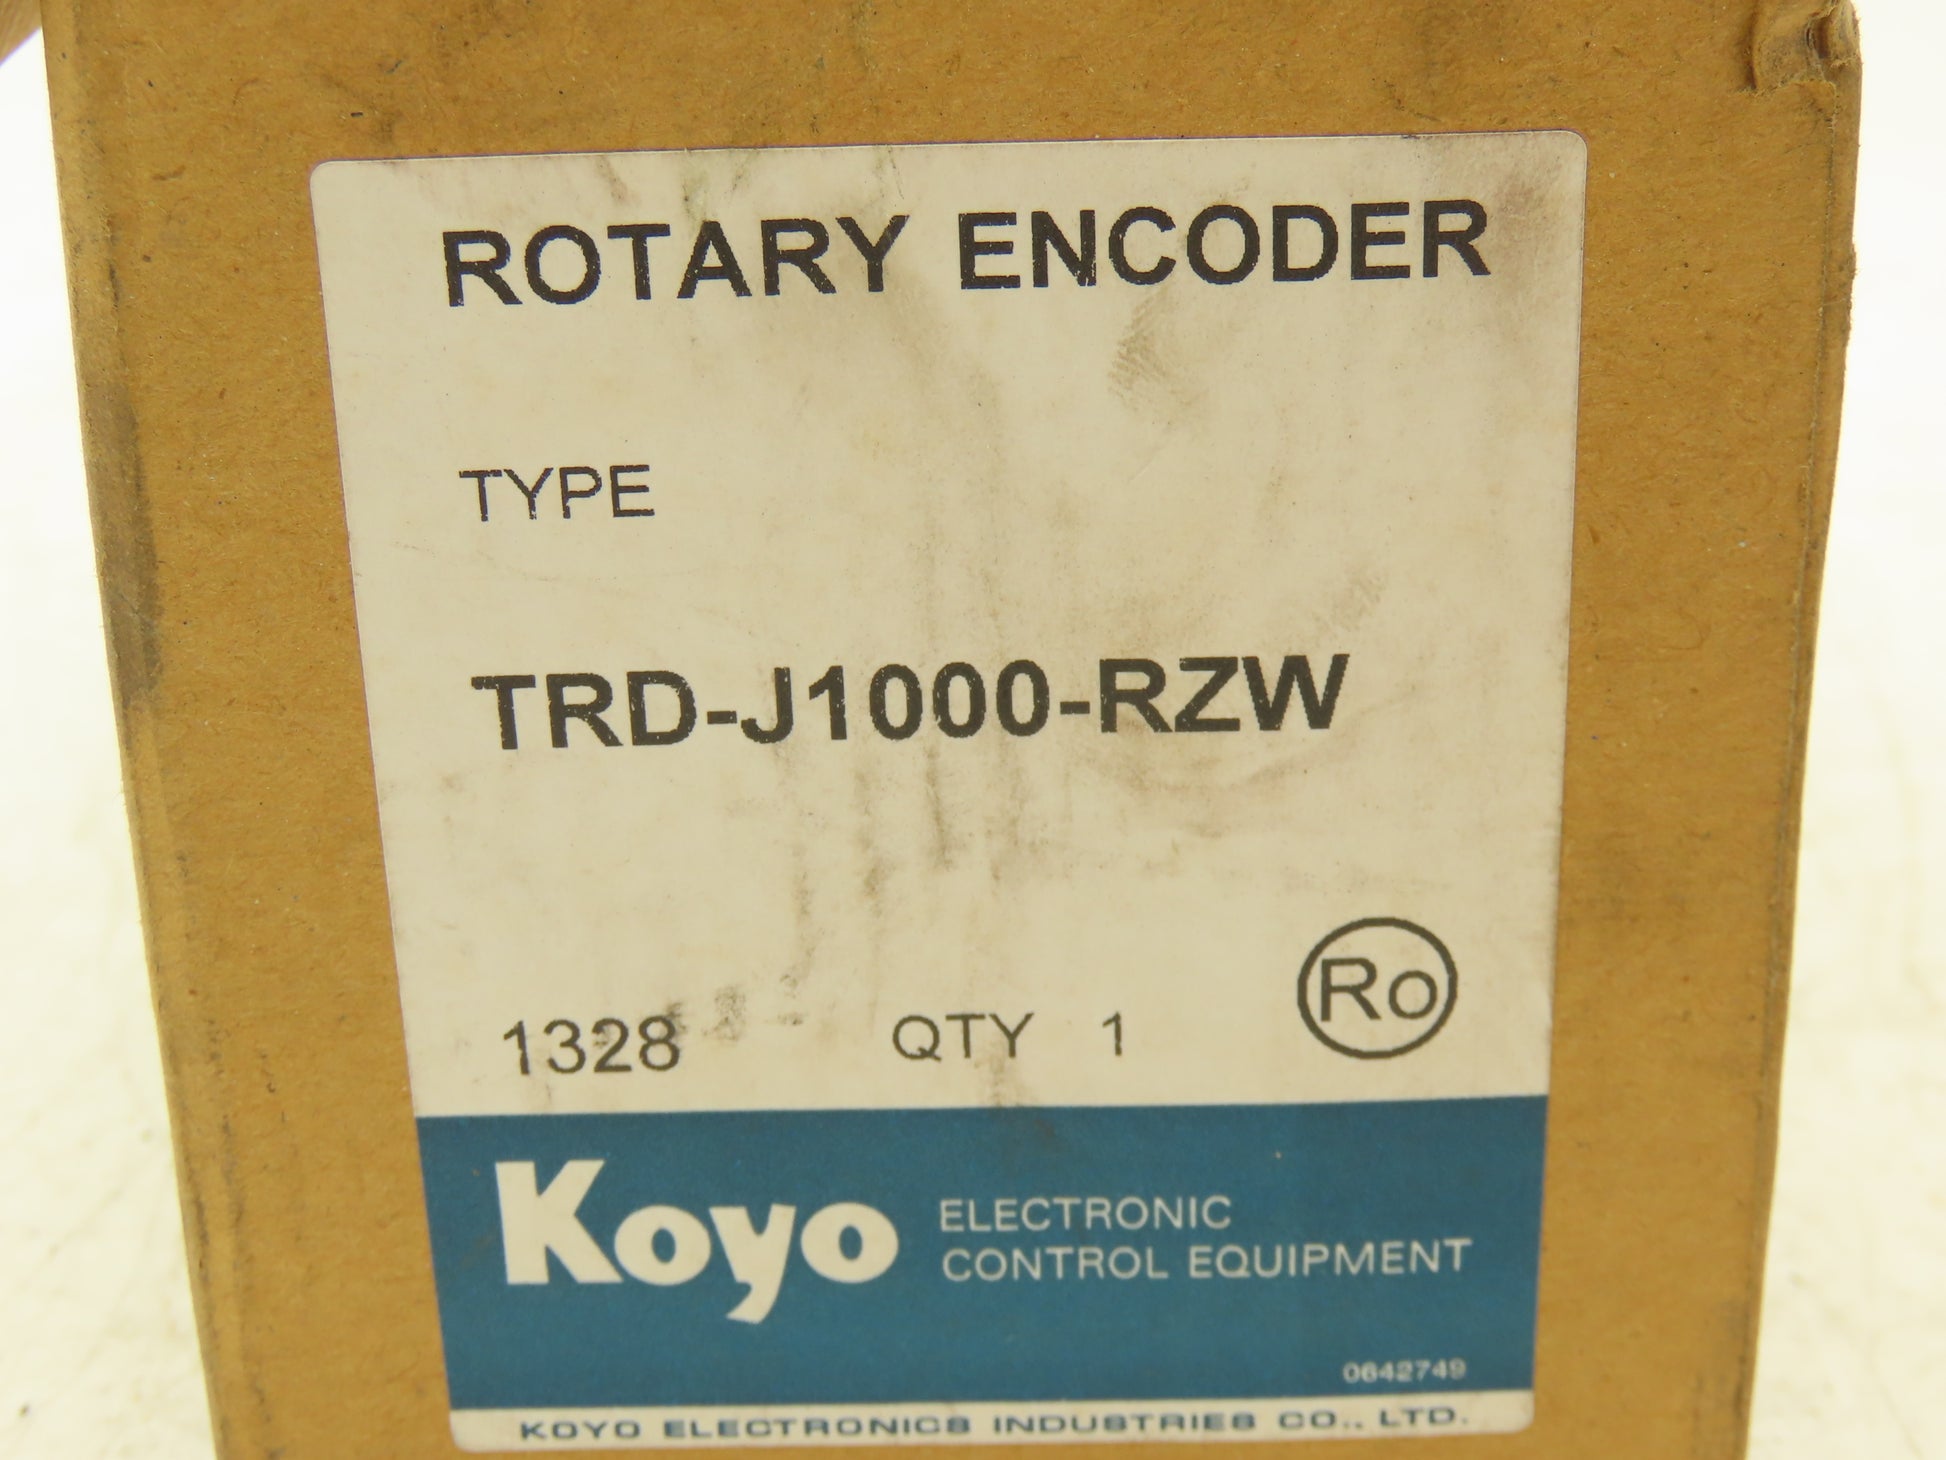 ROTARY ENCODER
TYPE
TRD-J1000-RZW
1328 QTY 1 Ro
Koyo ELECTRONIC
CONTROL EQUIPMENT
0642749
KOYO ELECTRONICS INDUSTRIES CO., LTD.